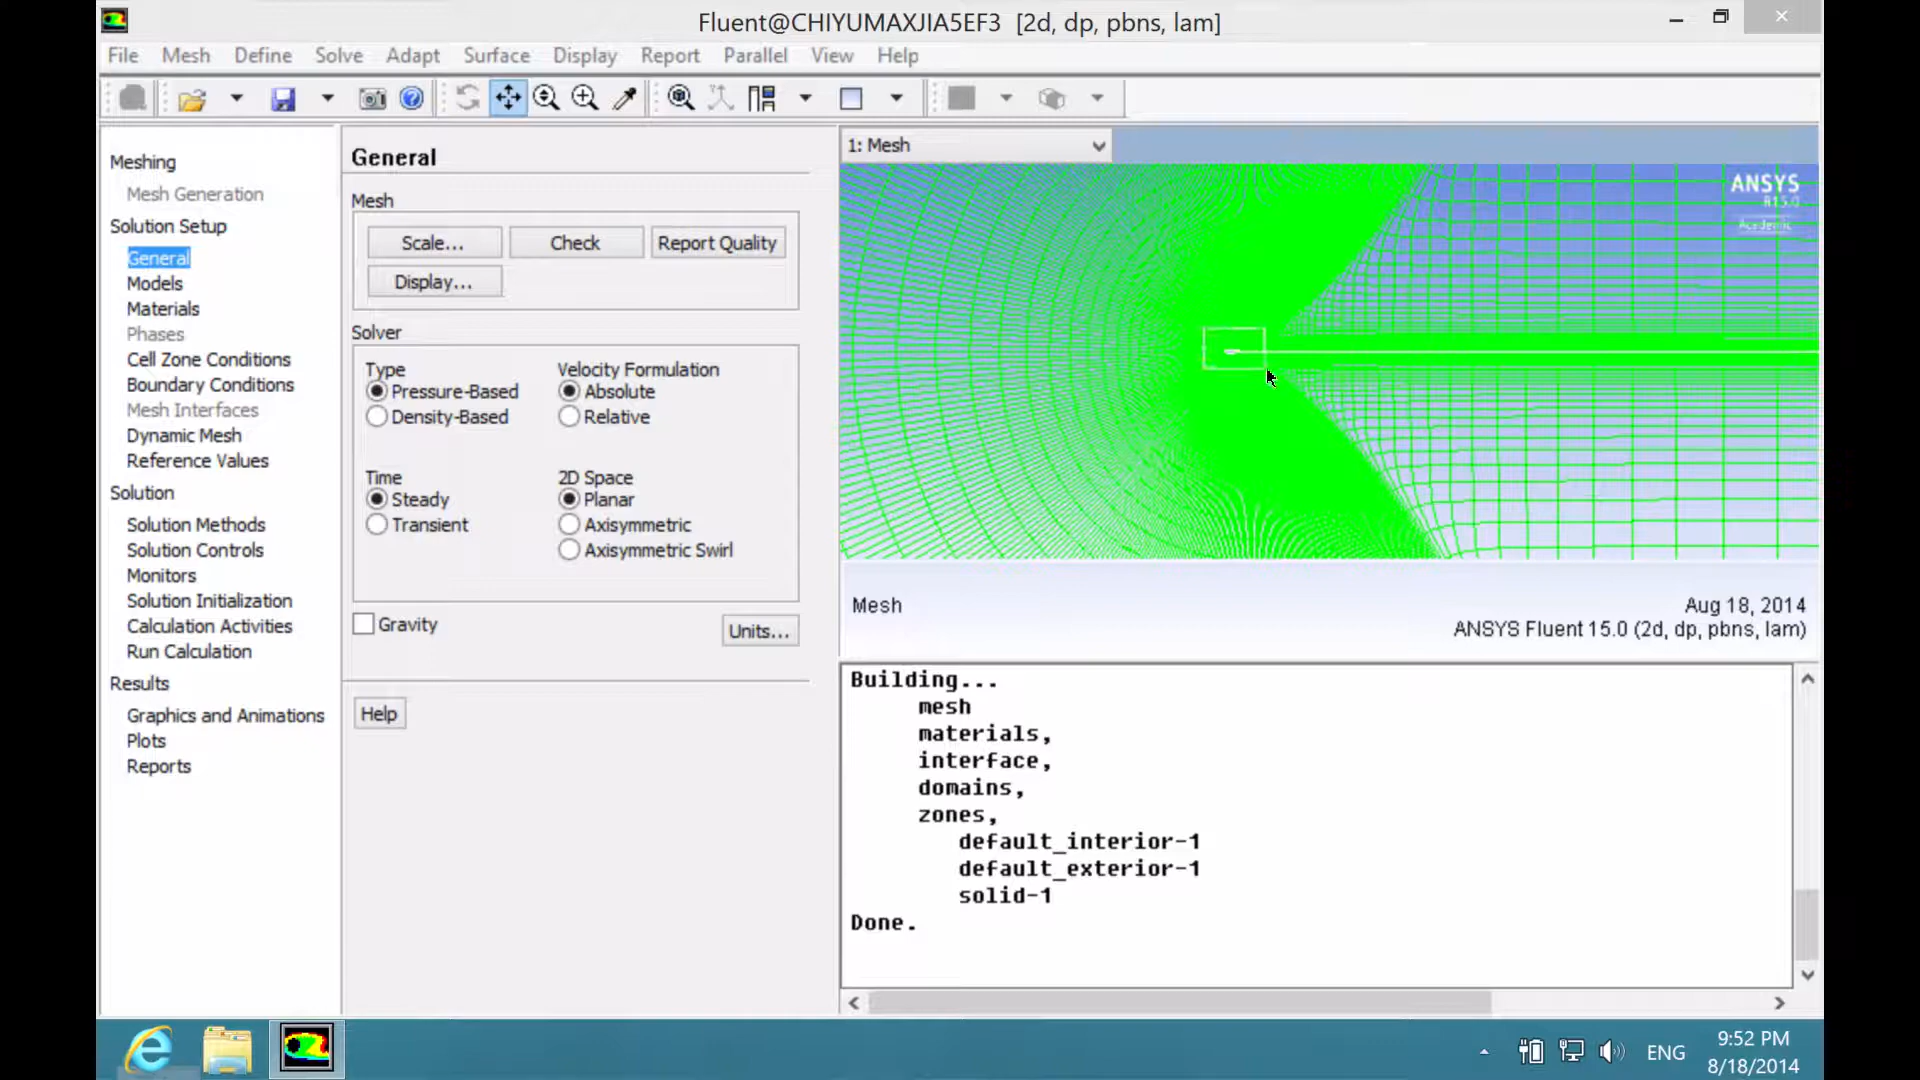 Fluent@CHIYUMAXJIA5EF3 [2d, dp, pbns, lam]
File Mesh Define Solve Adapt Surface Display Report Parallel View Help
Meshing
Mesh Generation
Solution Setup
General
Models
Materials
Phases
Cell Zone Conditions
Boundary Conditions
Mesh Interfaces
Dynamic Mesh
Reference Values
Solution
Solution Methods
Solution Controls
Monitors
Solution Initialization
Calculation Activities
Run Calculation
Results
Graphics and Animations
Plots
Reports
General
Mesh
Scale... Check Report Quality
Display...
Solver
Type Velocity Formulation
Pressure-Based Absolute
Density-Based Relative
Time 2D Space
Steady Planar
Transient Axisymmetric
Axisymmetric Swirl
Gravity Units...
Help
1: Mesh
ANSYS
R15.0
Academic
Mesh Aug 18, 2014
ANSYS Fluent 15.0 (2d, dp, pbns, lam)
Building...
mesh
materials,
interface,
domains,
zones,
default_interior-1
default_exterior-1
solid-1
Done.
ENG
9:52 PM
8/18/2014